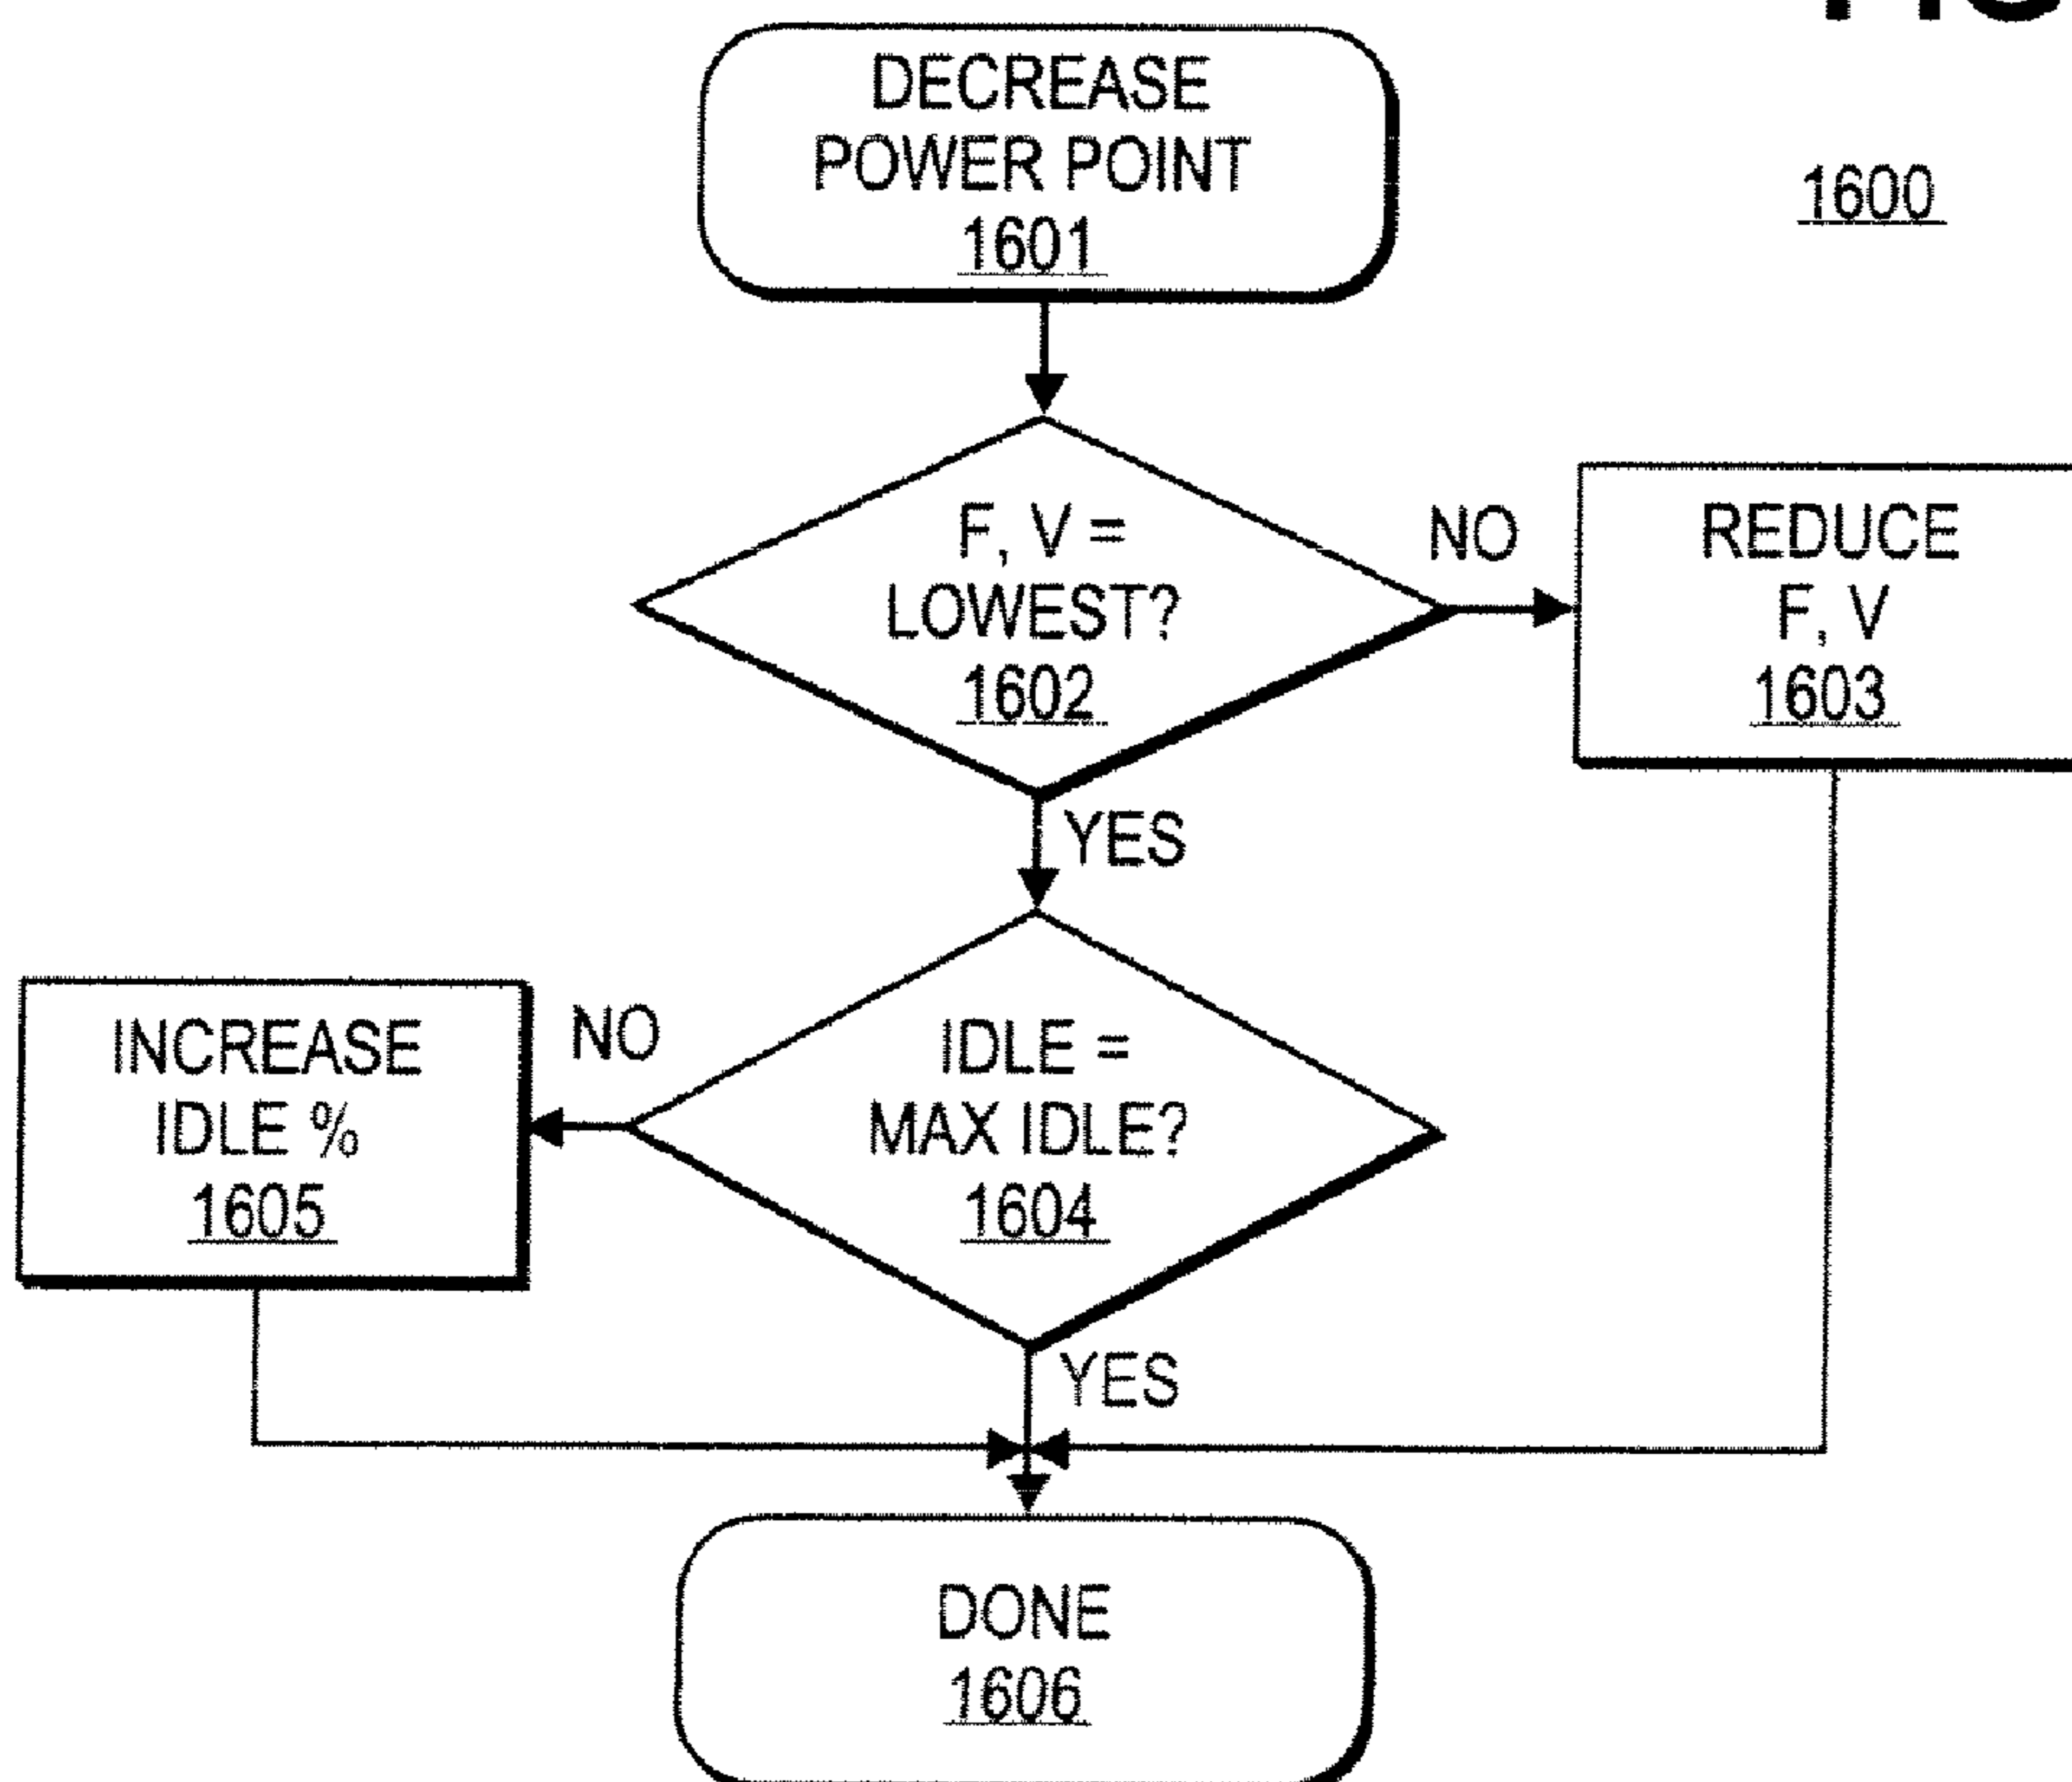 DECREASE
POWER POINT
1601
1600
F, V =
LOWEST?
1602
NO
REDUCE
F, V
1603
YES
INCREASE
IDLE %
1605
NO
IDLE =
MAX IDLE?
1604
YES
DONE
1606